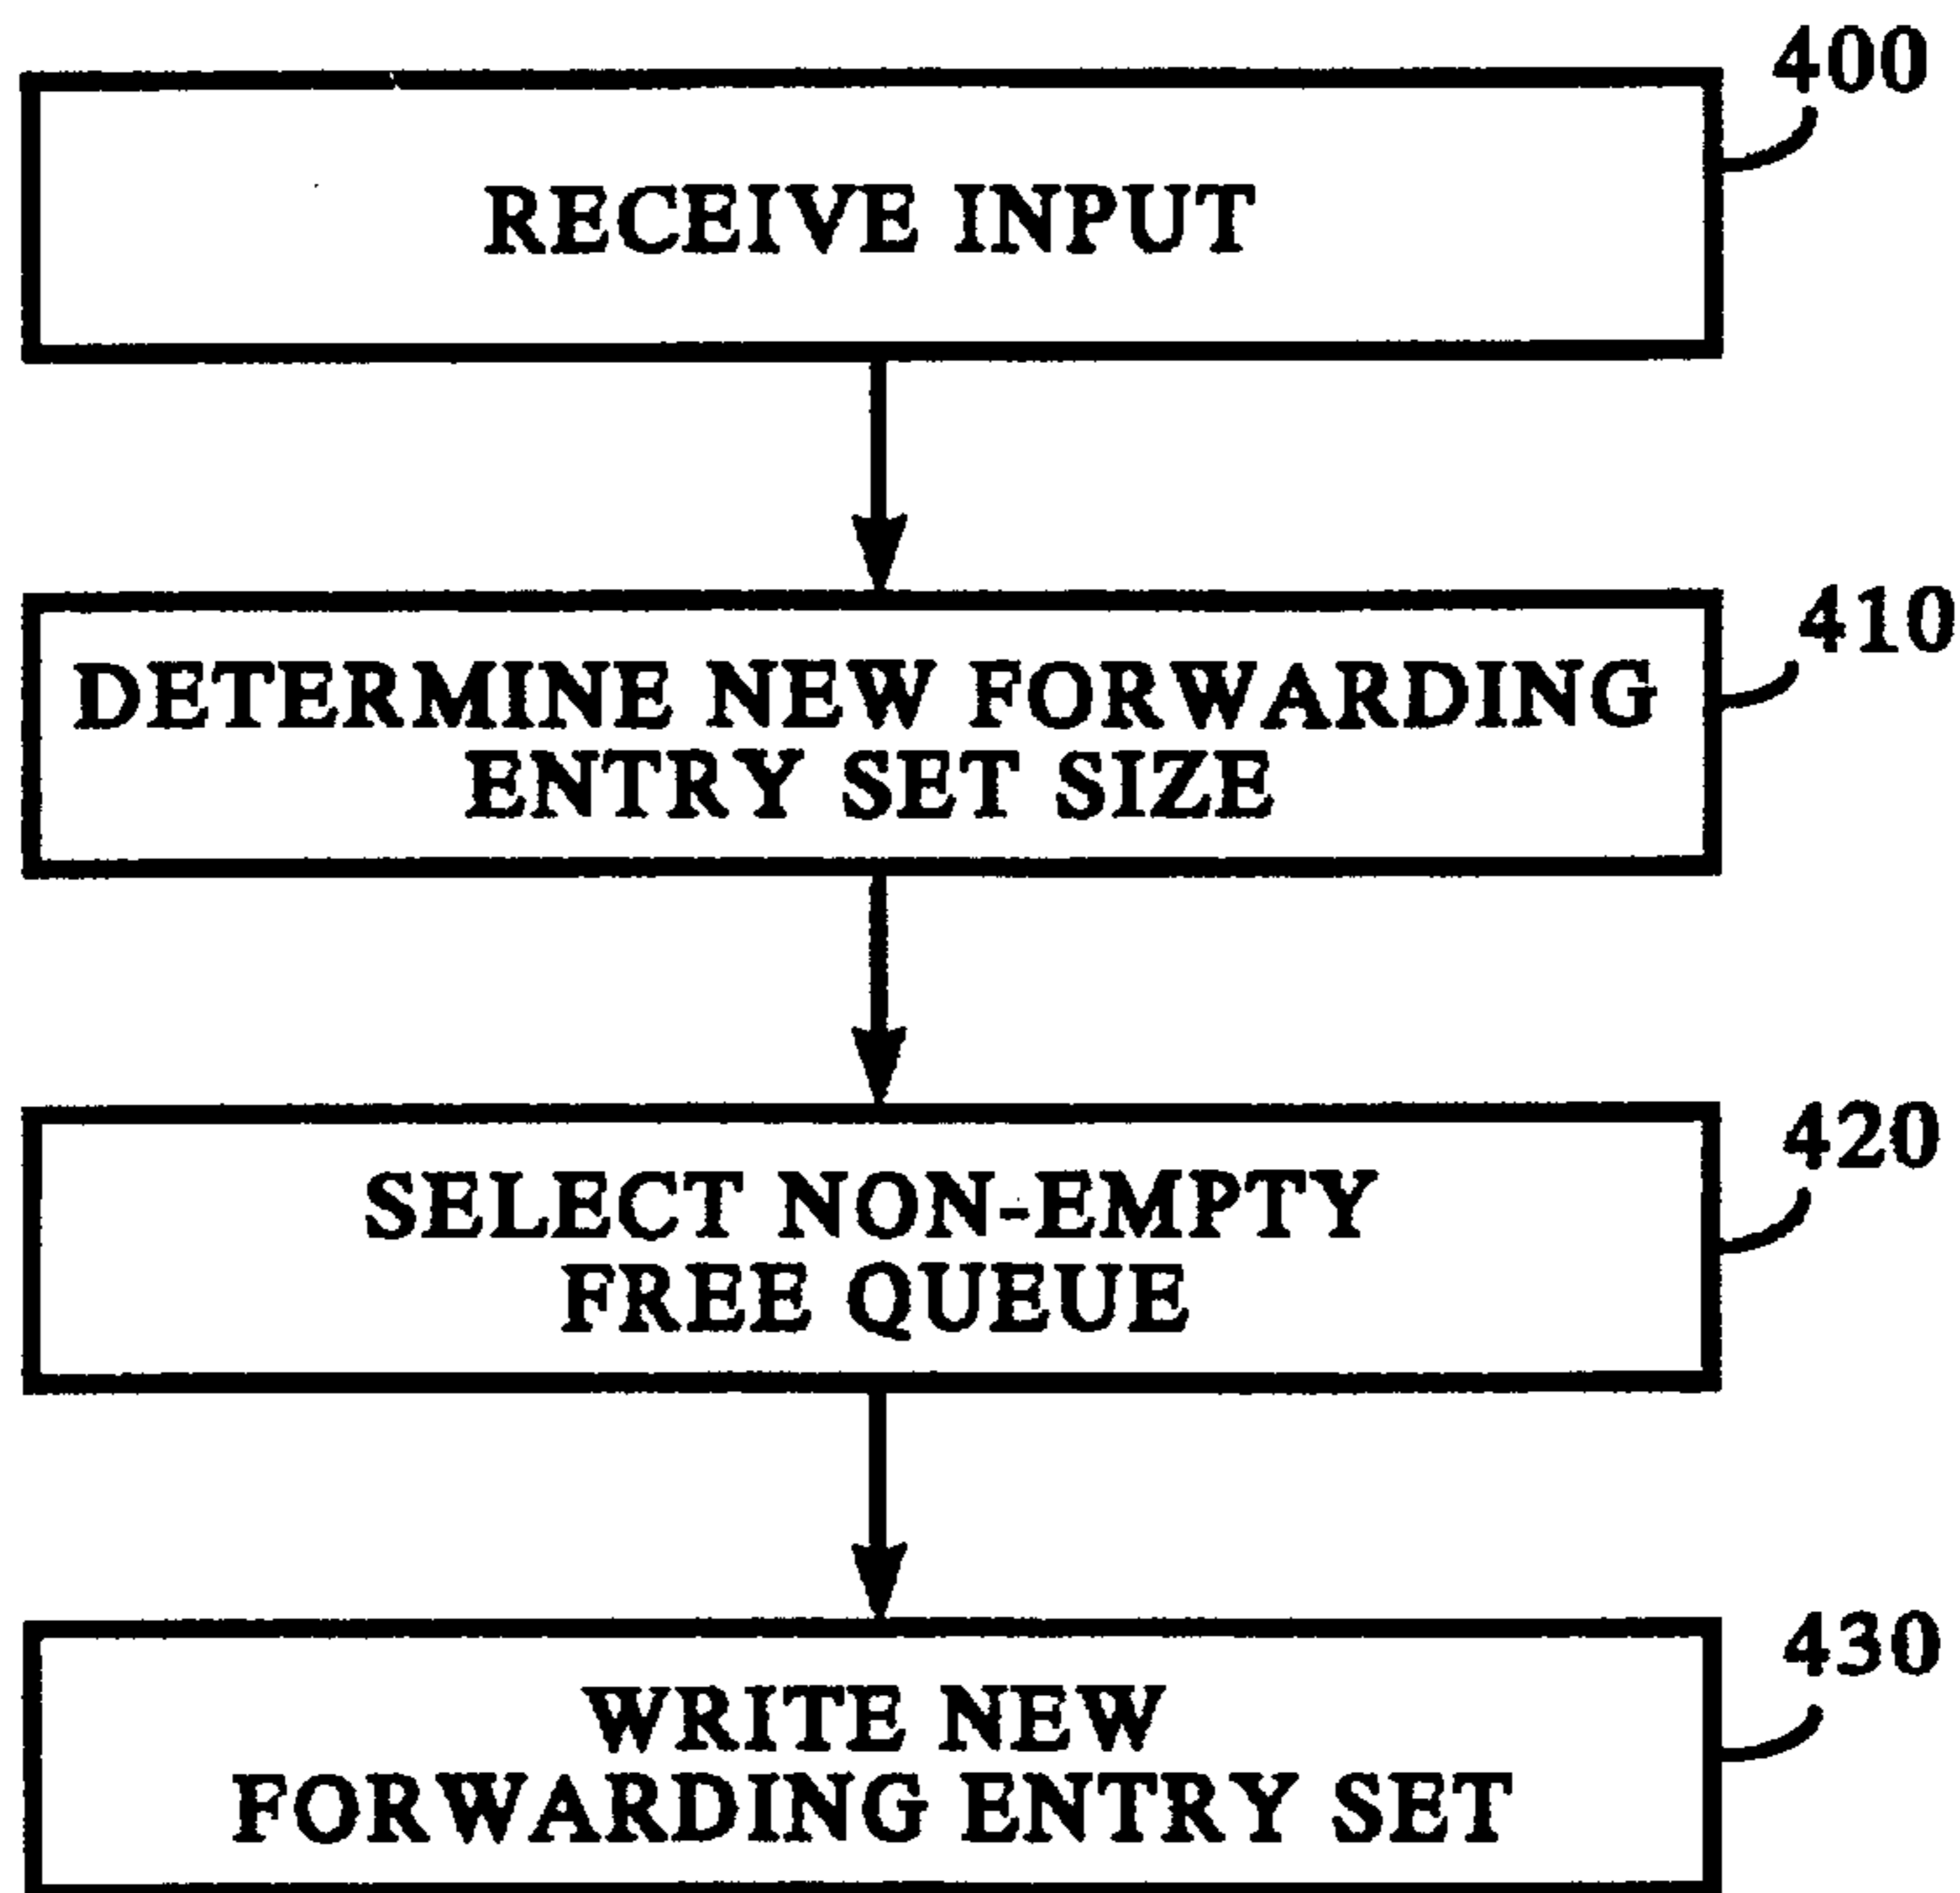 400
RECEIVE INPUT
410
DETERMINE NEW FORWARDING
ENTRY SET SIZE
420
SELECT NON-EMPTY
FREE QUEUE
430
WRITE NEW
FORWARDING ENTRY SET